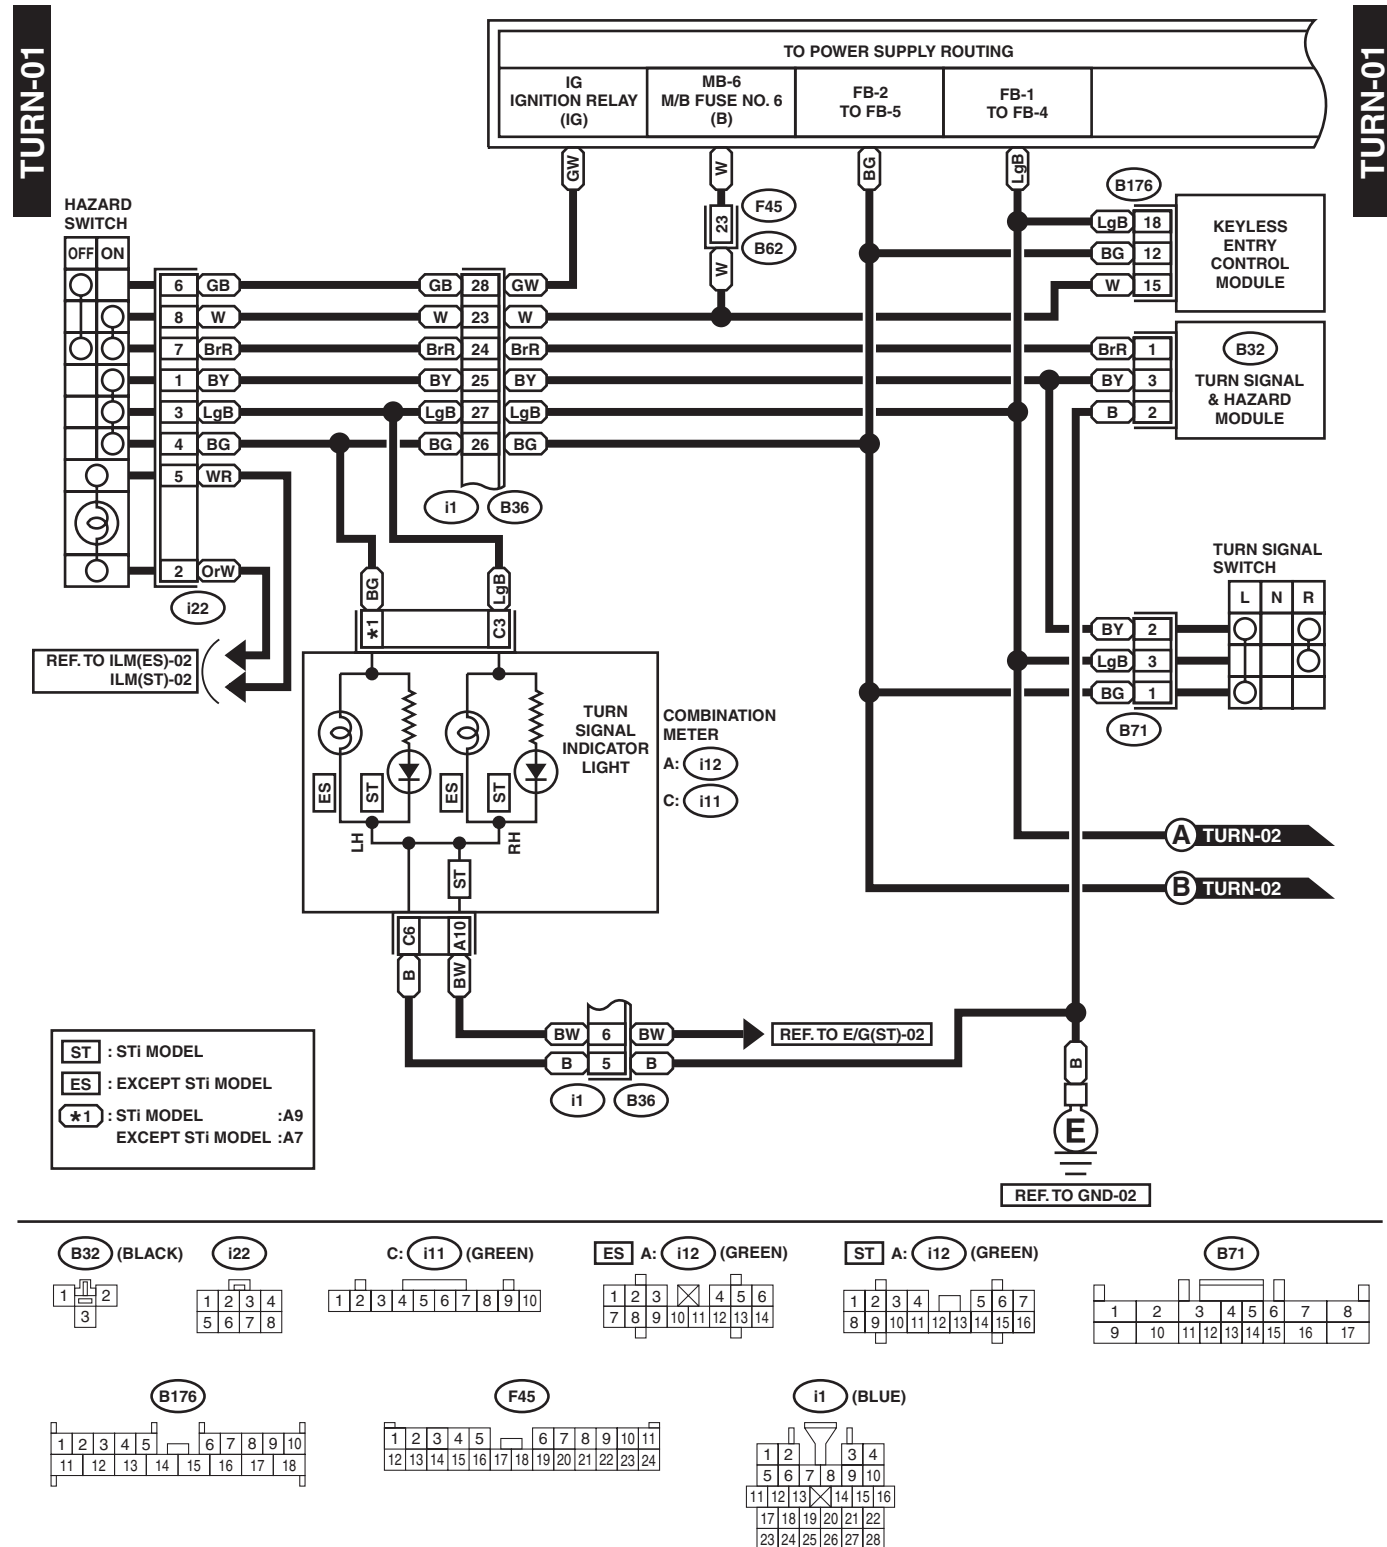 TURN-01
TURN-01
TO POWER SUPPLY ROUTING
IG
IGNITION RELAY
(IG)
MB-6
M/B FUSE NO. 6
(B)
FB-2
TO FB-5
FB-1
TO FB-4
GW
W
BG
LgB
23
F45
B62
W
B176
LgB 18
BG 12
W 15
KEYLESS
ENTRY
CONTROL
MODULE
HAZARD
SWITCH
OFF ON
6 GB GB 28 GW
8 W W 23 W
7 BrR BrR 24 BrR BrR 1
1 BY BY 25 BY BY 3
3 LgB LgB 27 LgB B 2
4 BG BG 26 BG
5 WR
2 OrW
B32
TURN SIGNAL
& HAZARD
MODULE
i1 B36
i22
REF. TO ILM(ES)-02
ILM(ST)-02
BG
LgB
*1
C3
TURN SIGNAL
SWITCH
L N R
BY 2
LgB 3
BG 1
B71
TURN
SIGNAL
INDICATOR
LIGHT
COMBINATION
METER
A: i12
C: i11
ES
ST
ES
ST
LH
RH
ST
A TURN-02
B TURN-02
C6
A10
B
BW
BW 6 BW
REF. TO E/G(ST)-02
B 5 B
i1 B36
B
E
REF. TO GND-02
ST : STi MODEL
ES : EXCEPT STi MODEL
*1 : STi MODEL :A9
EXCEPT STi MODEL :A7
B32 (BLACK)
1 2
3
i22
1 2 3 4
5 6 7 8
C: i11 (GREEN)
1 2 3 4 5 6 7 8 9 10
ES A: i12 (GREEN)
1 2 3 4 5 6
7 8 9 10 11 12 13 14
ST A: i12 (GREEN)
1 2 3 4 5 6 7
8 9 10 11 12 13 14 15 16
B71
1 2 3 4 5 6 7 8
9 10 11 12 13 14 15 16 17
B176
1 2 3 4 5 6 7 8 9 10
11 12 13 14 15 16 17 18
F45
1 2 3 4 5 6 7 8 9 10 11
12 13 14 15 16 17 18 19 20 21 22 23 24
i1 (BLUE)
1 2 3 4
5 6 7 8 9 10
11 12 13 14 15 16
17 18 19 20 21 22
23 24 25 26 27 28